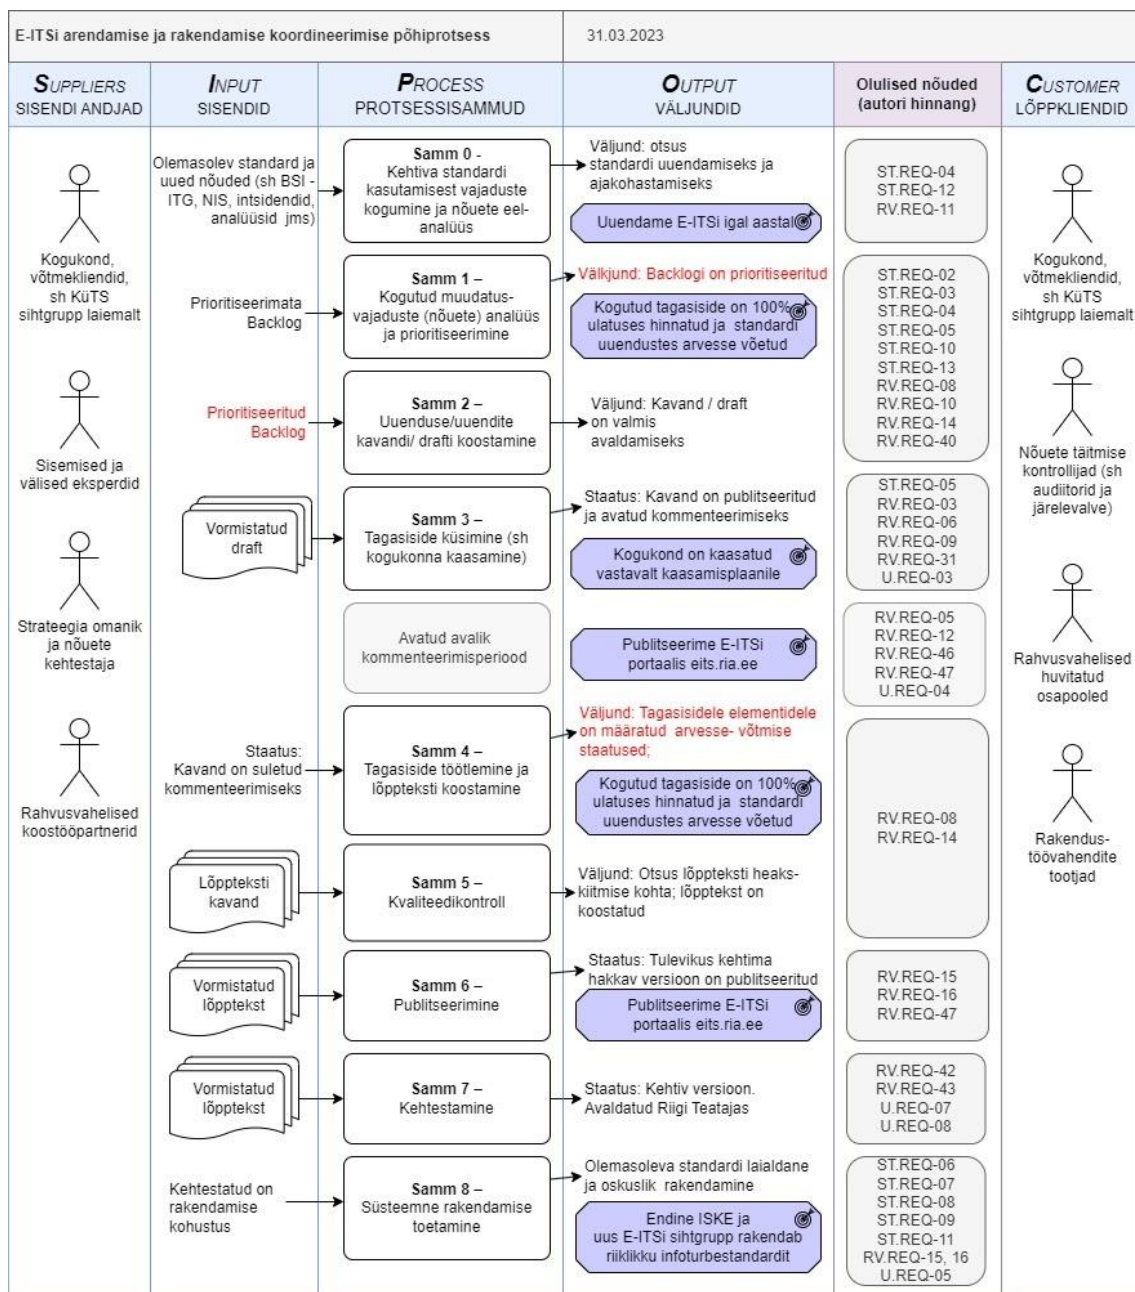 E-ITSi arendamise ja rakendamise koordineerimise põhiprotsess
31.03.2023
SUPPLIERS
SISENDI ANDJAD
INPUT
SISENDID
PROCESS
PROTSESSISAMMUD
OUTPUT
VÄLJUNDID
Olulised nõuded
(autori hinnang)
CUSTOMER
LÕPPKLIENDID
Kogukond,
võtmekliendid,
sh KüTS
sihtgrupp laiemalt
Sisemised ja
välised eksperdid
Strateegia omanik
ja nõuete
kehtestaja
Rahvusvahelised
koostööpartnerid
Olemasolev standard ja
uued nõuded (sh BSI -
ITG, NIS, intsidendid,
analüüsid jms)
Samm 0 -
Kehtiva standardi
kasutamisest vajaduste
kogumine ja nõuete eel-
analüüs
Väljund: otsus
standardi uuendamiseks ja
ajakohastamiseks
Uuendame E-ITSi igal aastal
ST.REQ-04
ST.REQ-12
RV.REQ-11
Prioritiseerimata
Backlog
Samm 1 –
Kogutud muudatus-
vajaduste (nõuete) analüüs
ja prioritiseerimine
Välkjund: Backlogi on prioritiseeritud
Kogutud tagasiside on 100%
ulatuses hinnatud ja standardi
uuendustes arvesse võetud
ST.REQ-02
ST.REQ-03
ST.REQ-04
ST.REQ-05
ST.REQ-10
ST.REQ-13
RV.REQ-08
RV.REQ-10
RV.REQ-14
RV.REQ-40
Prioritiseeritud
Backlog
Samm 2 –
Uuenduse/uuendite
kavandi/ drafti koostamine
Väljund: Kavand / draft
on valmis
avaldamiseks
Vormistatud
draft
Samm 3 –
Tagasiside küsimine (sh
kogukonna kaasamine)
Staatus: Kavand on publitseeritud
ja avatud kommenteerimiseks
Kogukond on kaasatud
vastavalt kaasamisplaanile
ST.REQ-05
RV.REQ-03
RV.REQ-06
RV.REQ-09
RV.REQ-31
U.REQ-03
Avatud avalik
kommenteerimisperiood
Publitseerime E-ITSi
portaalis eits.ria.ee
RV.REQ-05
RV.REQ-12
RV.REQ-46
RV.REQ-47
U.REQ-04
Staatus:
Kavand on suletud
kommenteerimiseks
Samm 4 –
Tagasiside töötlemine ja
lõppteksti koostamine
Väljund: Tagasisidele elementidele
on määratud arvesse- võtmise
staatused;
Kogutud tagasiside on 100%
ulatuses hinnatud ja standardi
uuendustes arvesse võetud
RV.REQ-08
RV.REQ-14
Lõppteksti
kavand
Samm 5 –
Kvaliteedikontroll
Väljund: Otsus lõppteksti heaks-
kiitmise kohta; lõpptekst on
koostatud
Vormistatud
lõpptekst
Samm 6 –
Publitseerimine
Staatus: Tulevikus kehtima
hakkav versioon on publitseeritud
Publitseerime E-ITSi
portaalis eits.ria.ee
RV.REQ-15
RV.REQ-16
RV.REQ-47
Vormistatud
lõpptekst
Samm 7 –
Kehtestamine
Staatus: Kehtiv versioon.
Avaldatud Riigi Teatajas
RV.REQ-42
RV.REQ-43
U.REQ-07
U.REQ-08
Kehtestatud on
rakendamise
kohustus
Samm 8 –
Süsteemne rakendamise
toetamine
Olemasoleva standardi laialdane
ja oskuslik rakendamine
Endine ISKE ja
uus E-ITSi sihtgrupp rakendab
riiklikku infoturbestandardit
ST.REQ-06
ST.REQ-07
ST.REQ-08
ST.REQ-09
ST.REQ-11
RV.REQ-15, 16
U.REQ-05
Kogukond,
võtmekliendid,
sh KüTS
sihtgrupp laiemalt
Nõuete täitmise
kontrollijad (sh
audiitorid ja
järelevalve)
Rahvusvahelised
huvitatud
osapooled
Rakendus-
töövahendite
tootjad